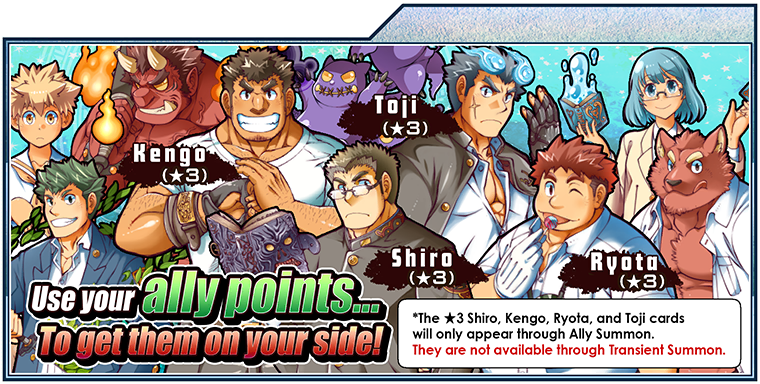 Toji
(★3)
Kengo
(★3)
Shiro
(★3)
Ryota
(★3)
Use your ally points...
To get them on your side!
*The ★3 Shiro, Kengo, Ryota, and Toji cards
will only appear through Ally Summon.
They are not available through Transient Summon.